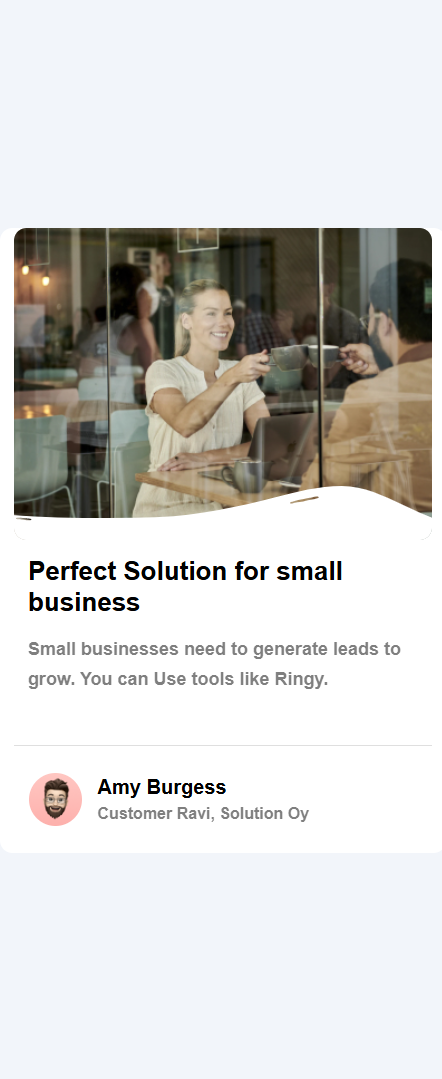 Perfect Solution for small
business
Small businesses need to generate leads to
grow. You can Use tools like Ringy.
Amy Burgess
Customer Ravi, Solution Oy